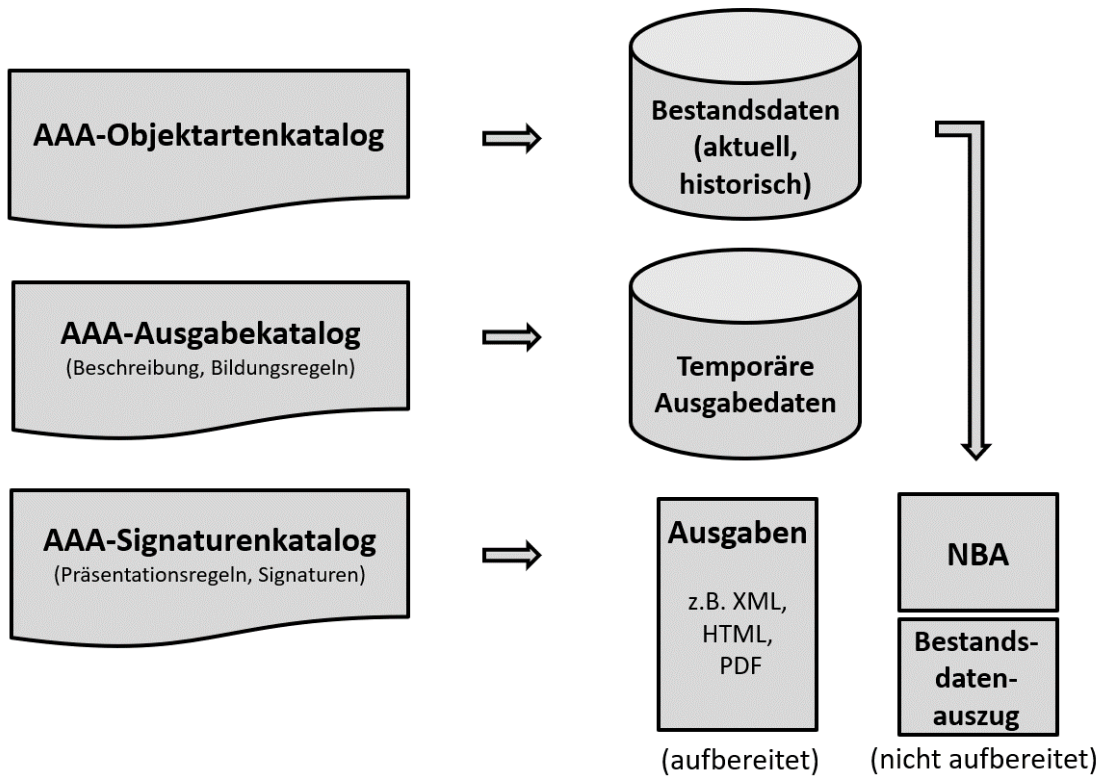 AAA-Objektartenkatalog
Bestandsdaten
(aktuell,
historisch)
AAA-Ausgabekatalog
(Beschreibung, Bildungsregeln)
Temporäre
Ausgabedaten
AAA-Signaturenkatalog
(Präsentationsregeln, Signaturen)
Ausgaben
z.B. XML,
HTML,
PDF
(aufbereitet)
NBA
Bestands-
daten-
auszug
(nicht aufbereitet)